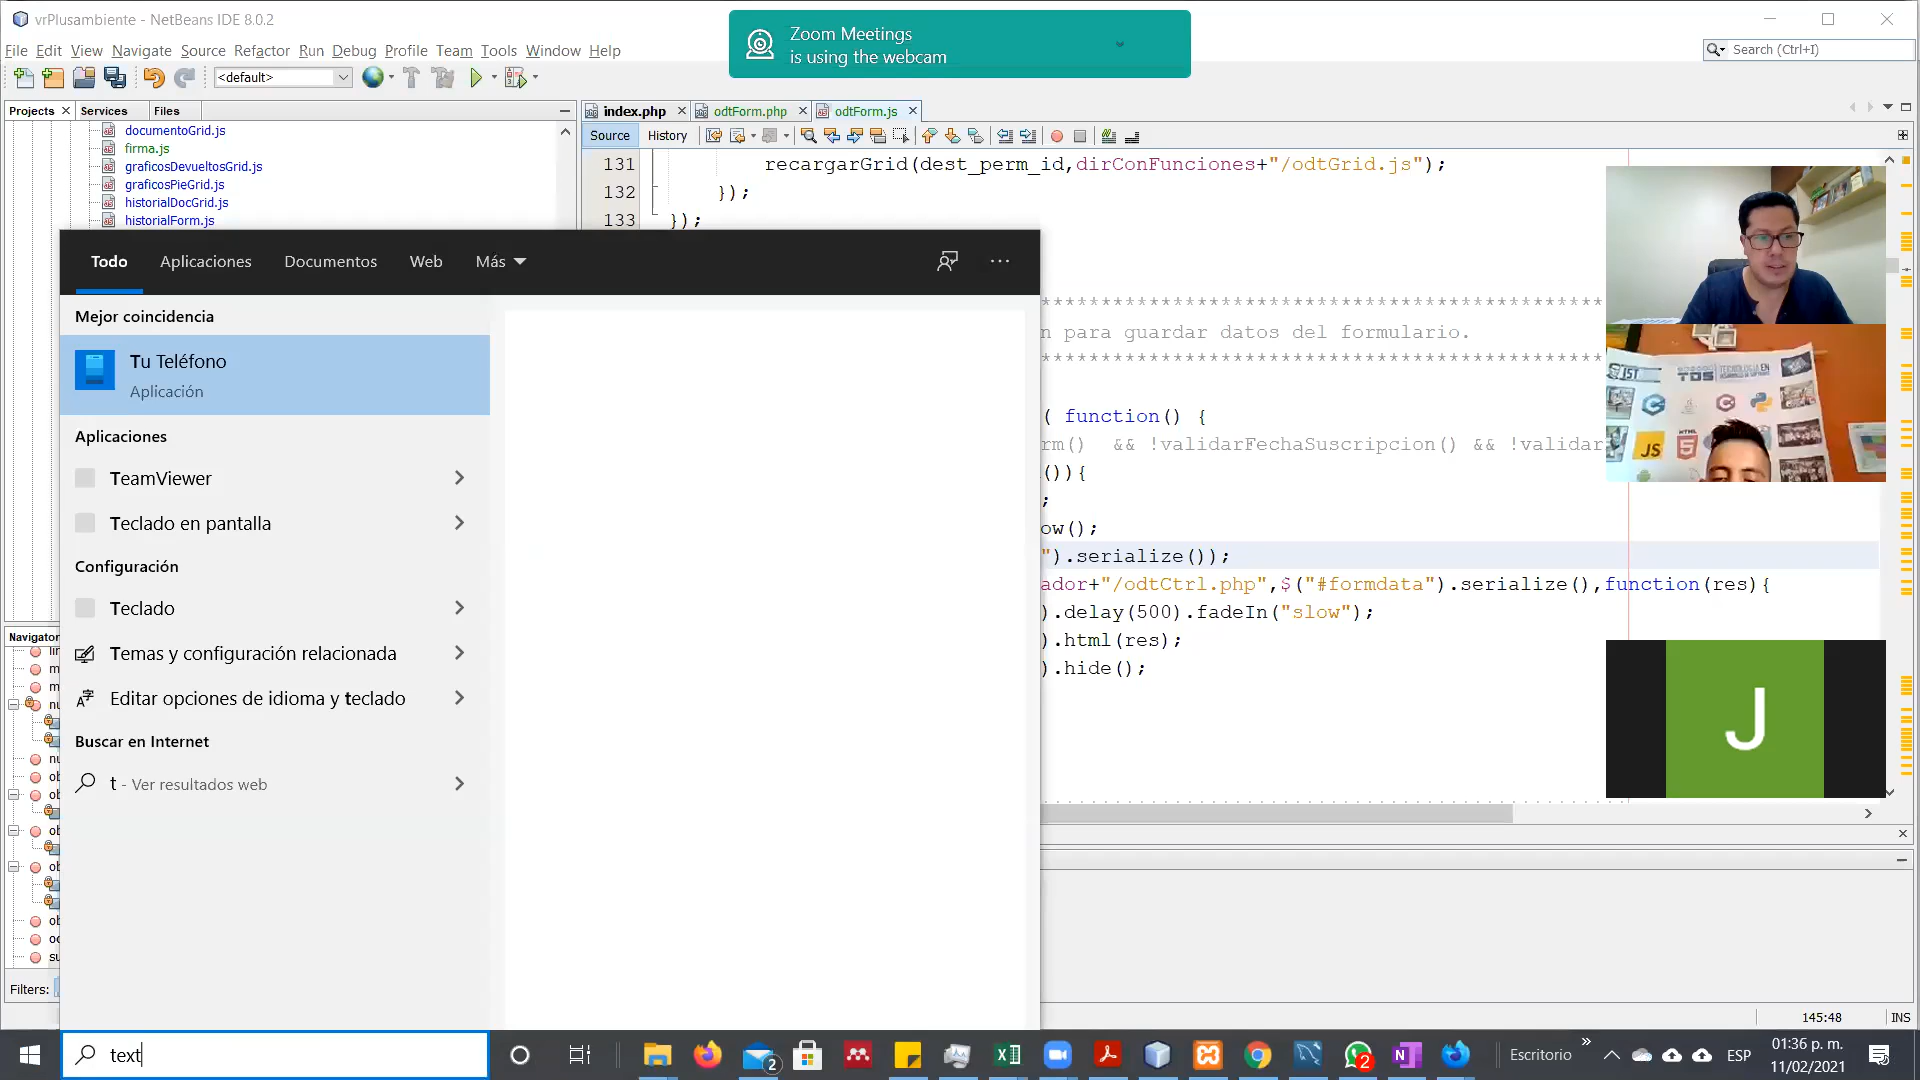 vrPlusambiente - NetBeans IDE 8.0.2
Zoom Meetings
is using the webcam
File Edit View Navigate Source Refactor Run Debug Profile Team Tools Window Help
Search (Ctrl+I)
<default>
Projects Services Files
index.php odtForm.php odtForm.js
Source History
documentoGrid.js
firma.js
graficosDevueltosGrid.js
graficosPieGrid.js
historialDocGrid.js
historialForm.js
131 recargarGrid(dest_perm_id,dirConFunciones+"/odtGrid.js");
132 });
133 });
n para guardar datos del formulario.
( function() {
rm() && !validarFechaSuscripcion() && !validar
()){
;
ow();
").serialize());
ador+"/odtCtrl.php",$("#formdata").serialize(),function(res){
).delay(500).fadeIn("slow");
).html(res);
).hide();
Todo Aplicaciones Documentos Web Más
Mejor coincidencia
Tu Teléfono
Aplicación
Aplicaciones
TeamViewer
Teclado en pantalla
Configuración
Teclado
Temas y configuración relacionada
Editar opciones de idioma y teclado
Buscar en Internet
t - Ver resultados web
Navigator
Filters:
JST
TDS
JS
HTML
J
145:48 INS
text
2
2
Escritorio
ESP
01:36 p. m.
11/02/2021